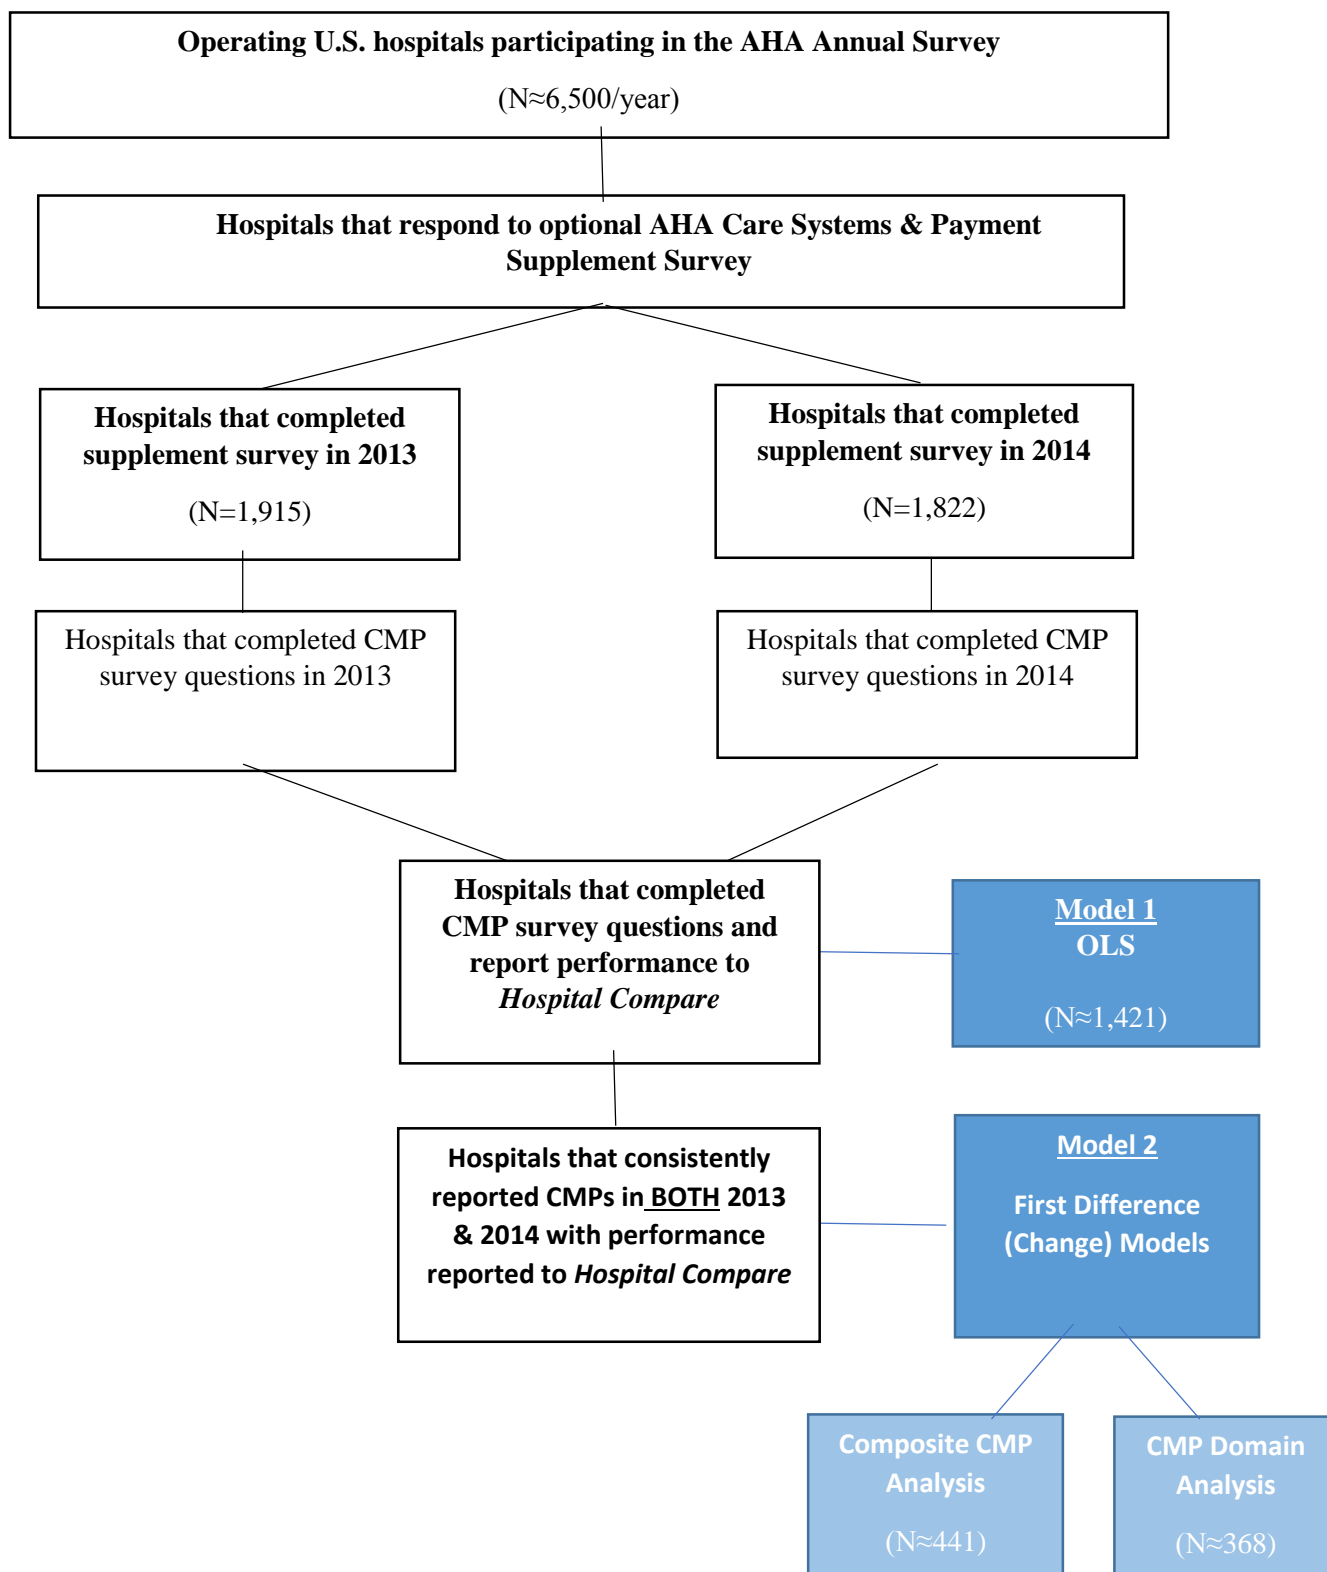 Operating U.S. hospitals participating in the AHA Annual Survey
(N≈6,500/year)
Hospitals that respond to optional AHA Care Systems & Payment
Supplement Survey
Hospitals that completed
supplement survey in 2013
(N=1,915)
Hospitals that completed
supplement survey in 2014
(N=1,822)
Hospitals that completed CMP
survey questions in 2013
Hospitals that completed CMP
survey questions in 2014
Hospitals that completed
CMP survey questions and
report performance to
Hospital Compare
Model 1
OLS
(N≈1,421)
Hospitals that consistently
reported CMPs in BOTH 2013
& 2014 with performance
reported to Hospital Compare
Model 2
First Difference
(Change) Models
Composite CMP
Analysis
(N≈441)
CMP Domain
Analysis
(N≈368)